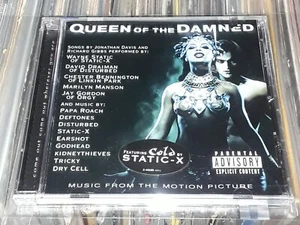 QUEEN OF THE DAMNED
SONGS BY JONATHAN DAVIS AND
RICHARD GIBBS PERFORMED BY:
WAYNE STATIC
OF STATIC-X
DAVID DRAIMAN
OF DISTURBED
CHESTER BENNINGTON
OF LINKIN PARK
MARILYN MANSON
JAY GORDON
OF ORGY
AND MUSIC BY:
PAPA ROACH
DEFTONES
DISTURBED
STATIC-X
EARSHOT
GODHEAD
KIDNEYTHIEVES
TRICKY
DRY CELL
FEATURING Cold
STATIC-X
PARENTAL
ADVISORY
EXPLICIT CONTENT
MUSIC FROM THE MOTION PICTURE